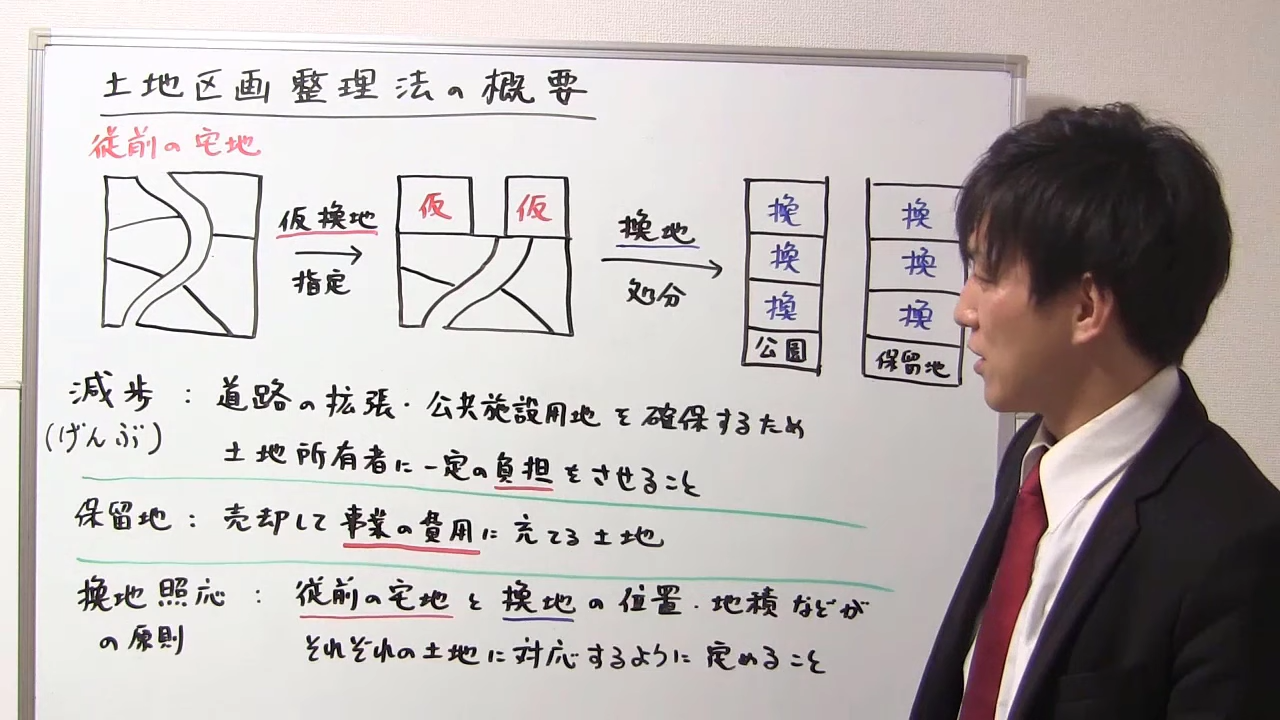 土地区画整理法の概要
従前の宅地
仮換地
指定
仮
仮
換地
処分
換
換
換
公園
換
換
換
保留地
減歩 : 道路の拡張・公共施設用地を確保するため
(げんぶ) 土地所有者に一定の負担をさせること
保留地 : 売却して事業の費用に充てる土地
換地照応 : 従前の宅地と換地の位置・地積などが
の原則 それぞれの土地に対応するように定めること